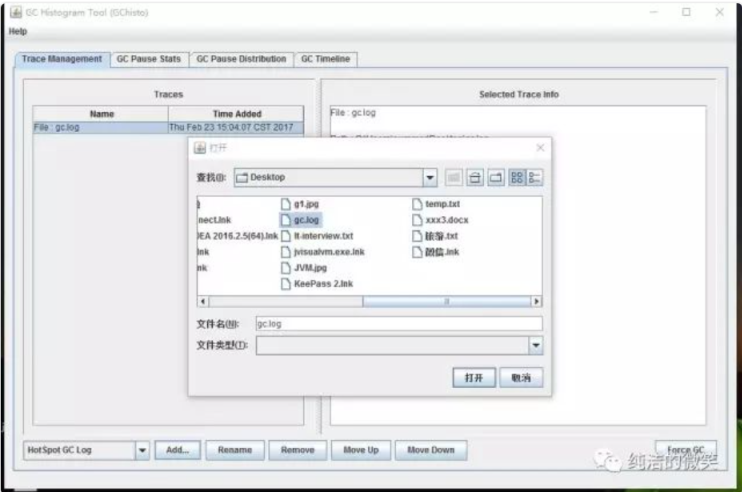 GC Histogram Tool (GChisto)
Help
Trace Management GC Pause Stats GC Pause Distribution GC Timeline
Traces
Selected Trace Info
Name Time Added
File : gc.log Thu Feb 23 15:04:07 CST 2017
File : gc.log
打开
查找(I): Desktop
g1.jpg temp.txt
nect.lnk gc.log xxx3.docx
DEA 2016.2.5(64).lnk lt-interview.txt .txt
lnk jvisualvm.exe.lnk 微信.lnk
nk JVM.jpg
KeePass 2.lnk
文件名(N): gc.log
文件类型(T):
打开 取消
HotSpot GC Log Add... Rename Remove Move Up Move Down Force GC
纯洁的微笑